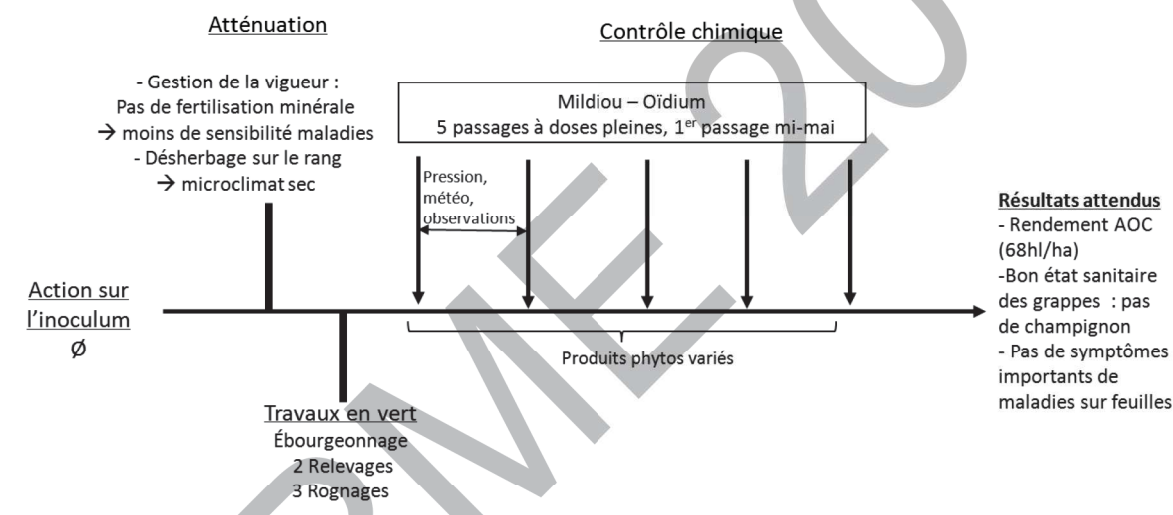 Atténuation
- Gestion de la vigueur :
Pas de fertilisation minérale
→ moins de sensibilité maladies
- Désherbage sur le rang
→ microclimat sec
Contrôle chimique
Mildiou – Oïdium
5 passages à doses pleines, 1er passage mi-mai
Pression,
météo,
observations
Action sur
l'inoculum
Ø
Produits phytos variés
Travaux en vert
Ébourgeonnage
2 Relevages
3 Rognages
Résultats attendus
- Rendement AOC
(68hl/ha)
-Bon état sanitaire
des grappes : pas
de champignon
- Pas de symptômes
importants de
maladies sur feuilles